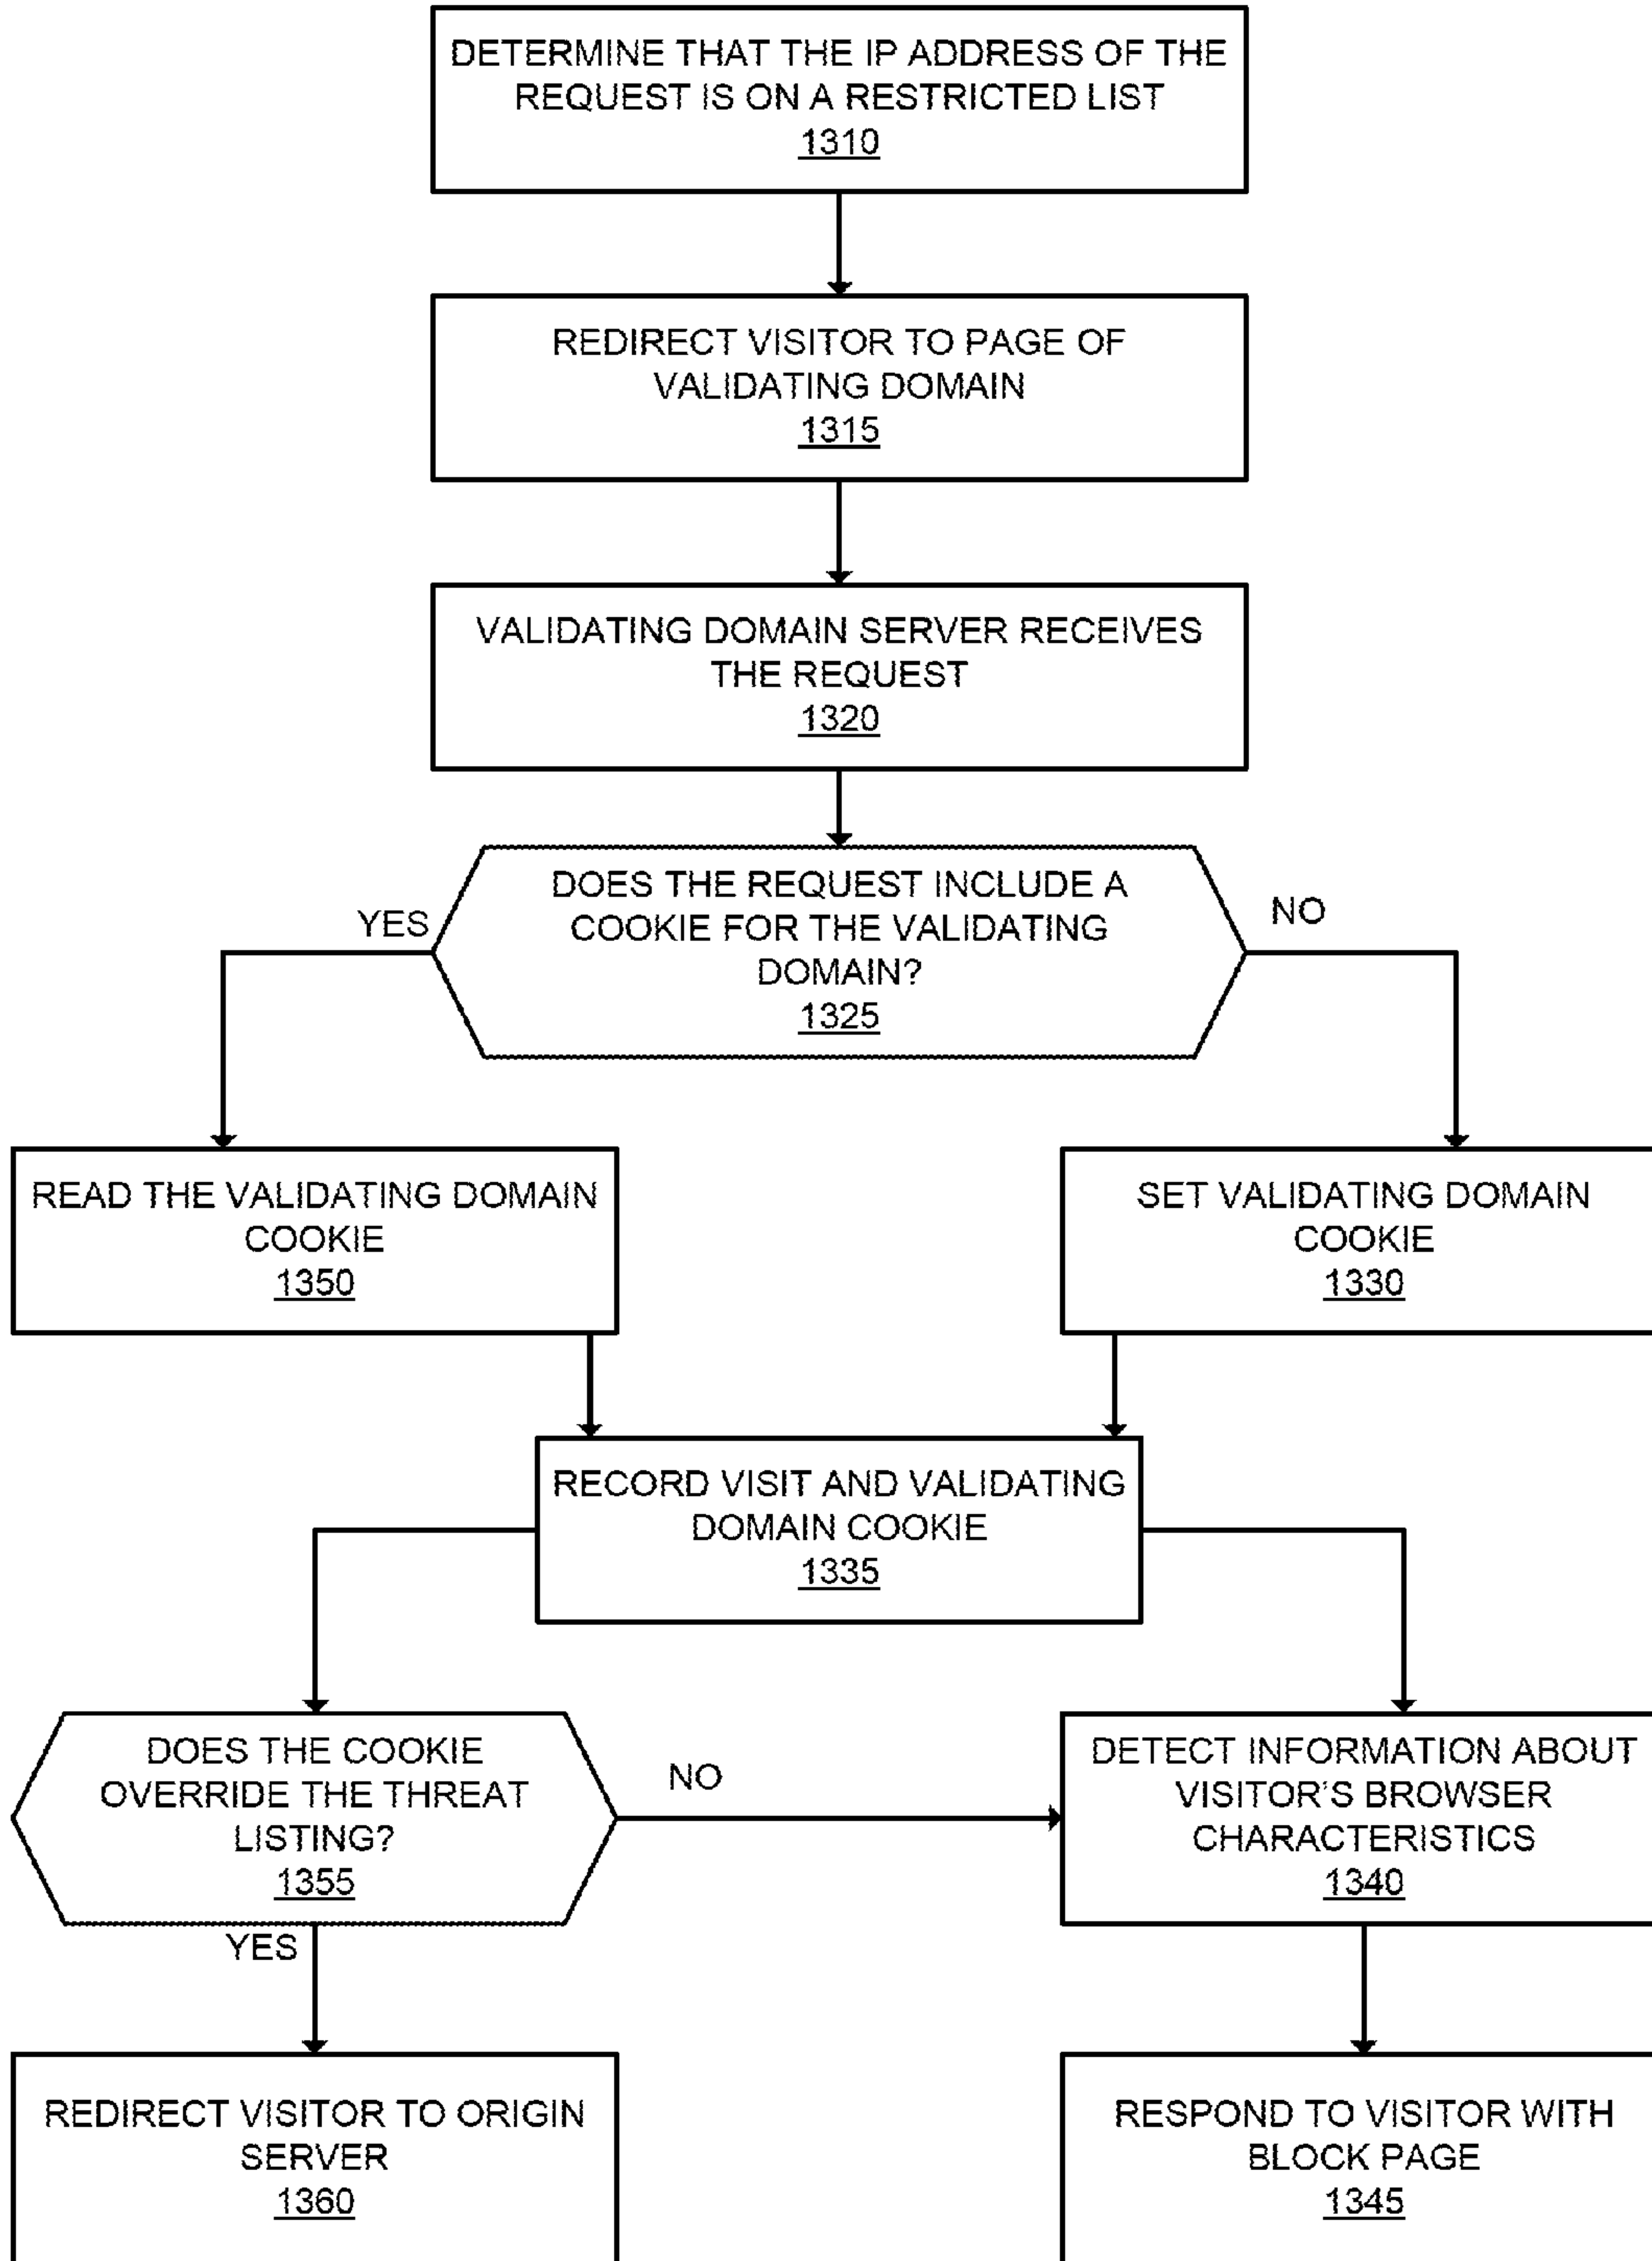 DETERMINE THAT THE IP ADDRESS OF THE
REQUEST IS ON A RESTRICTED LIST
1310
REDIRECT VISITOR TO PAGE OF
VALIDATING DOMAIN
1315
VALIDATING DOMAIN SERVER RECEIVES
THE REQUEST
1320
DOES THE REQUEST INCLUDE A
COOKIE FOR THE VALIDATING
DOMAIN?
1325
YES
NO
READ THE VALIDATING DOMAIN
COOKIE
1350
SET VALIDATING DOMAIN
COOKIE
1330
RECORD VISIT AND VALIDATING
DOMAIN COOKIE
1335
DOES THE COOKIE
OVERRIDE THE THREAT
LISTING?
1355
NO
YES
DETECT INFORMATION ABOUT
VISITOR'S BROWSER
CHARACTERISTICS
1340
REDIRECT VISITOR TO ORIGIN
SERVER
1360
RESPOND TO VISITOR WITH
BLOCK PAGE
1345